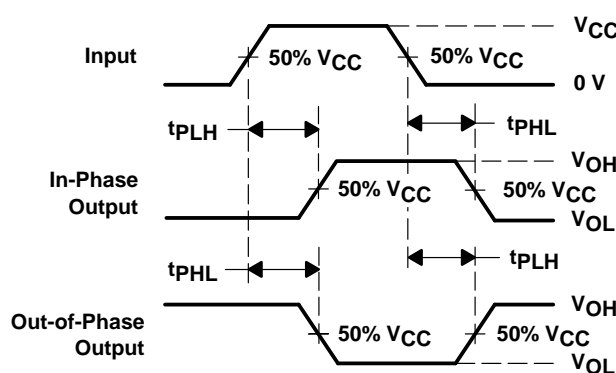 VCC
Input
50% VCC
50% VCC
0 V
tPLH
tPHL
VOH
In-Phase
Output
50% VCC
50% VCC
VOL
tPHL
tPLH
VOH
Out-of-Phase
Output
50% VCC
50% VCC
VOL